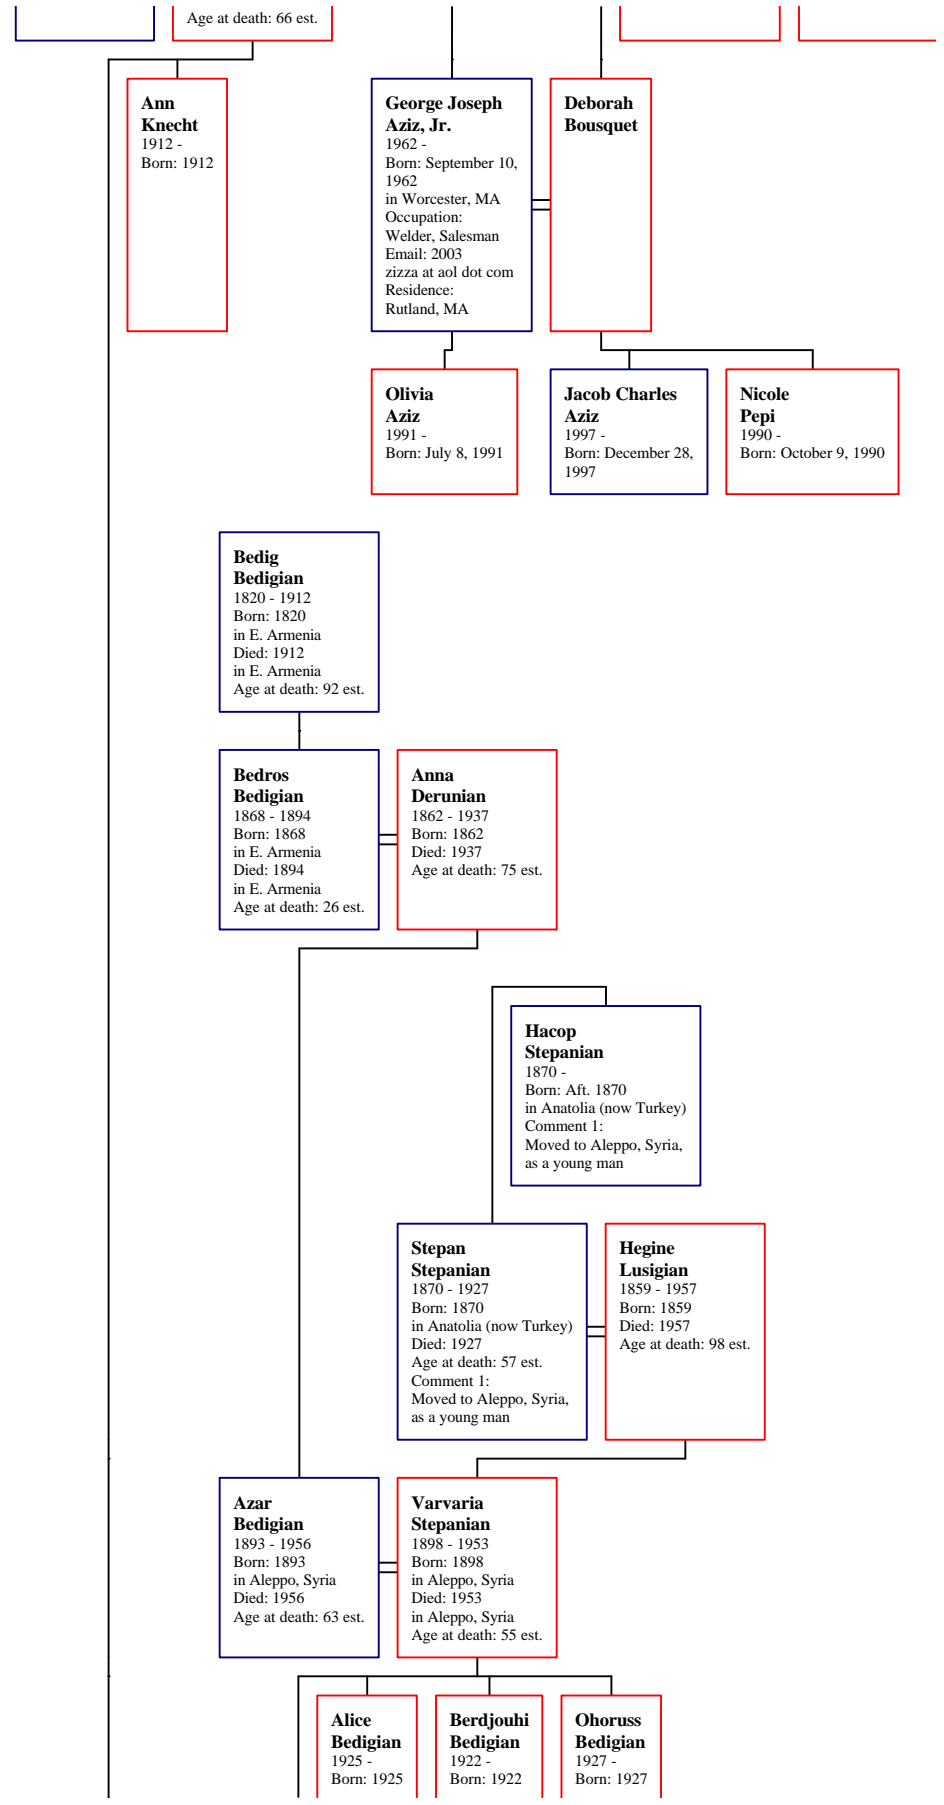 Age at death: 66 est.
Ann
Knecht
1912 -
Born: 1912
George Joseph
Aziz, Jr.
1962 -
Born: September 10,
1962
in Worcester, MA
Occupation:
Welder, Salesman
Email: 2003
zizza at aol dot com
Residence:
Rutland, MA
Deborah
Bousquet
Olivia
Aziz
1991 -
Born: July 8, 1991
Jacob Charles
Aziz
1997 -
Born: December 28,
1997
Nicole
Pepi
1990 -
Born: October 9, 1990
Bedig
Bedigian
1820 - 1912
Born: 1820
in E. Armenia
Died: 1912
in E. Armenia
Age at death: 92 est.
Bedros
Bedigian
1868 - 1894
Born: 1868
in E. Armenia
Died: 1894
in E. Armenia
Age at death: 26 est.
Anna
Derunian
1862 - 1937
Born: 1862
Died: 1937
Age at death: 75 est.
Hacop
Stepanian
1870 -
Born: Aft. 1870
in Anatolia (now Turkey)
Comment 1:
Moved to Aleppo, Syria,
as a young man
Stepan
Stepanian
1870 - 1927
Born: 1870
in Anatolia (now Turkey)
Died: 1927
Age at death: 57 est.
Comment 1:
Moved to Aleppo, Syria,
as a young man
Hegine
Lusigian
1859 - 1957
Born: 1859
Died: 1957
Age at death: 98 est.
Azar
Bedigian
1893 - 1956
Born: 1893
in Aleppo, Syria
Died: 1956
Age at death: 63 est.
Varvaria
Stepanian
1898 - 1953
Born: 1898
in Aleppo, Syria
Died: 1953
in Aleppo, Syria
Age at death: 55 est.
Alice
Bedigian
1925 -
Born: 1925
Berdjouhi
Bedigian
1922 -
Born: 1922
Ohoruss
Bedigian
1927 -
Born: 1927